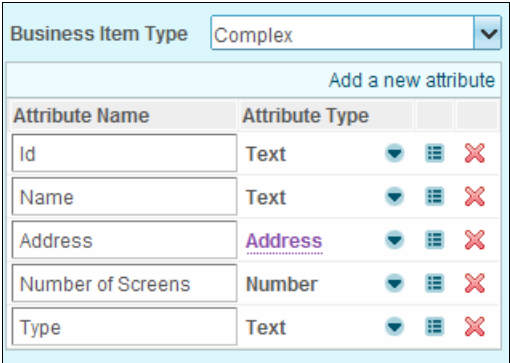 Business Item Type Complex
Add a new attribute
Attribute Name Attribute Type
Id Text
Name Text
Address Address
Number of Screens Number
Type Text